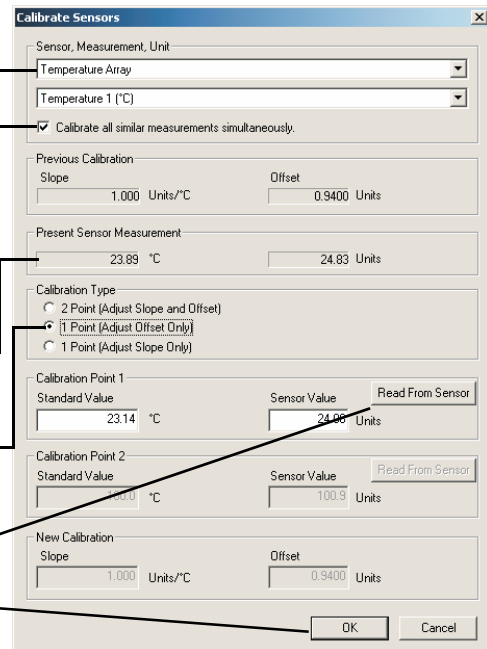 Calibrate Sensors
Sensor, Measurement, Unit
Temperature Array
Temperature 1 (°C)
Calibrate all similar measurements simultaneously.
Previous Calibration
Slope Offset
1.000 Units/°C 0.9400 Units
Present Sensor Measurement
23.89 °C 24.83 Units
Calibration Type
2 Point (Adjust Slope and Offset)
1 Point (Adjust Offset Only)
1 Point (Adjust Slope Only)
Calibration Point 1
Read From Sensor
Standard Value Sensor Value
23.14 °C Units
Calibration Point 2
Read From Sensor
Standard Value Sensor Value
100.0 °C 100.9 Units
New Calibration
Slope Offset
1.000 Units/°C 0.9400 Units
OK Cancel